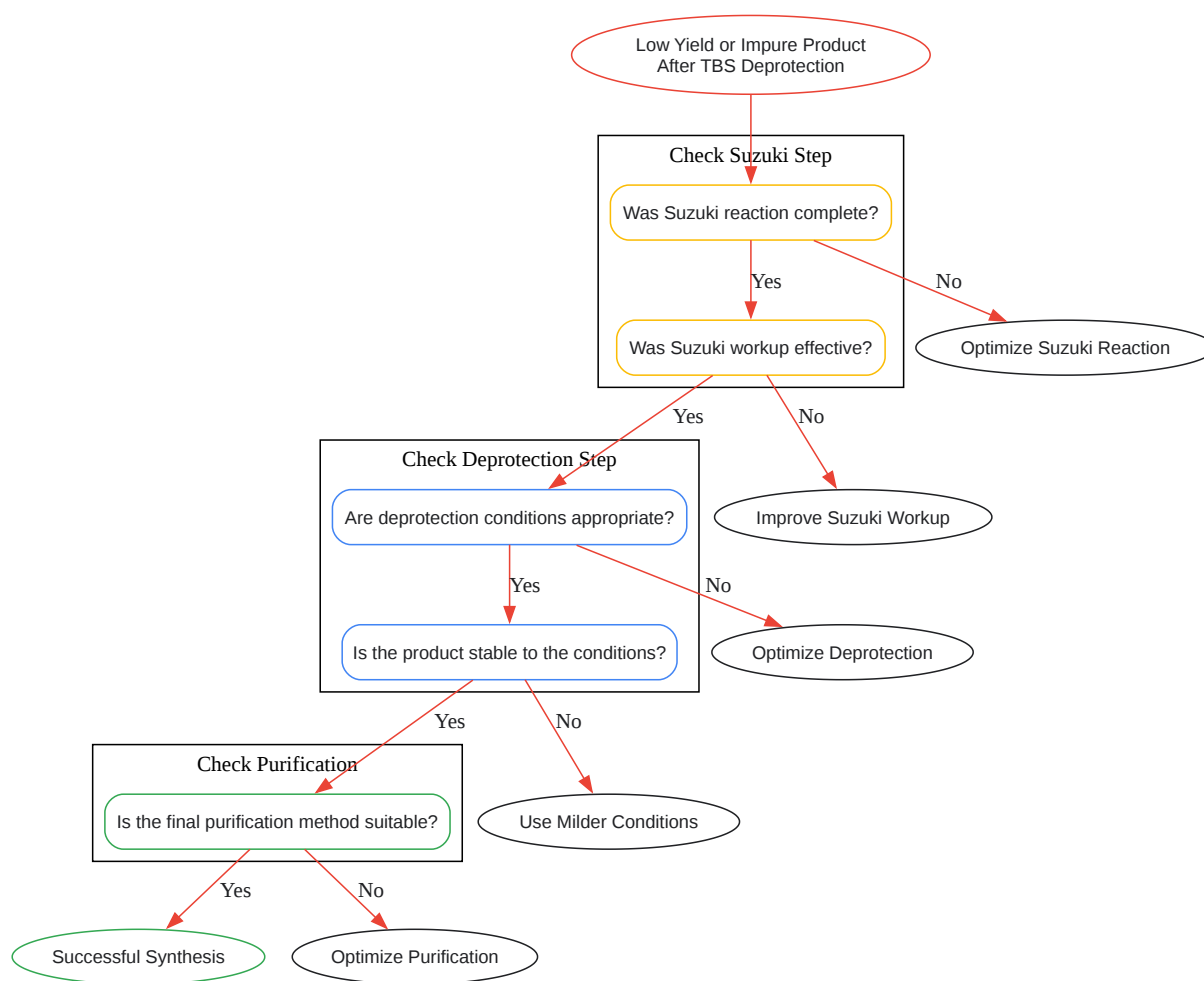 Low Yield or Impure Product
After TBS Deprotection
Check Suzuki Step
Was Suzuki reaction complete?
Yes
No
Was Suzuki workup effective?
Optimize Suzuki Reaction
Yes
No
Check Deprotection Step
Are deprotection conditions appropriate?
Improve Suzuki Workup
Yes
No
Is the product stable to the conditions?
Optimize Deprotection
Yes
No
Check Purification
Is the final purification method suitable?
Use Milder Conditions
Yes
No
Successful Synthesis
Optimize Purification